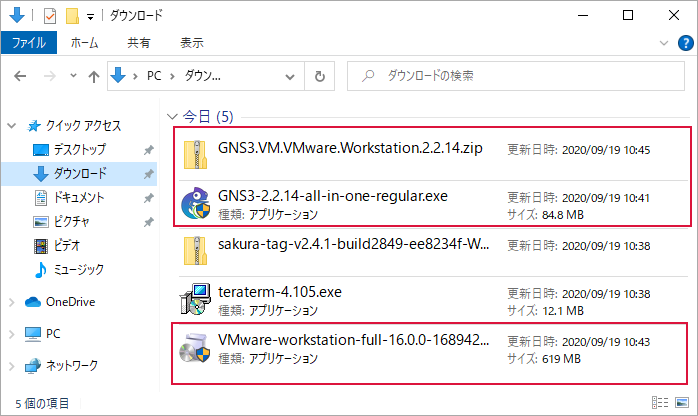 ダウンロード
ファイル ホーム 共有 表示
PC ダウン... ダウンロードの検索
クイック アクセス
デスクトップ
ダウンロード
ドキュメント
ピクチャ
ビデオ
ミュージック
OneDrive
PC
ネットワーク
今日 (5)
GNS3.VM.VMware.Workstation.2.2.14.zip 更新日時: 2020/09/19 10:45
GNS3-2.2.14-all-in-one-regular.exe 更新日時: 2020/09/19 10:41
種類: アプリケーション サイズ: 84.8 MB
sakura-tag-v2.4.1-build2849-ee8234f-W... 更新日時: 2020/09/19 10:38
teraterm-4.105.exe 更新日時: 2020/09/19 10:38
種類: アプリケーション サイズ: 12.1 MB
VMware-workstation-full-16.0.0-168942... 更新日時: 2020/09/19 10:43
種類: アプリケーション サイズ: 619 MB
5 個の項目